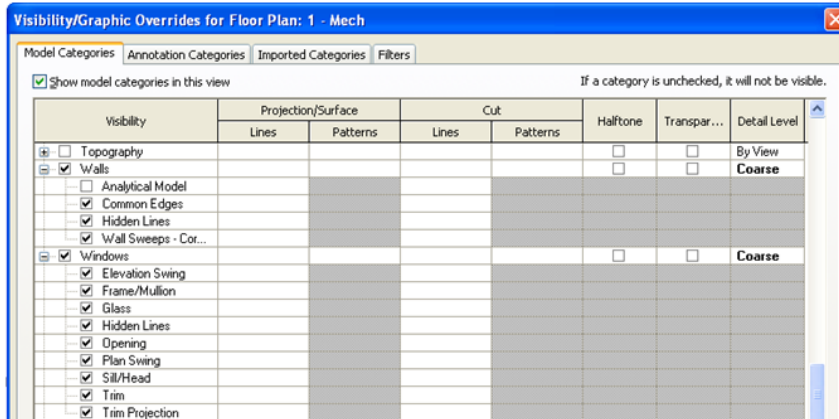 Visibility/Graphic Overrides for Floor Plan: 1 - Mech
Model Categories Annotation Categories Imported Categories Filters
Show model categories in this view If a category is unchecked, it will not be visible.
Visibility Projection/Surface Cut Halftone Transpar... Detail Level
Lines Patterns Lines Patterns
Topography By View
Walls Coarse
Analytical Model
Common Edges
Hidden Lines
Wall Sweeps - Cor...
Windows Coarse
Elevation Swing
Frame/Mullion
Glass
Hidden Lines
Opening
Plan Swing
Sill/Head
Trim
Trim Projection